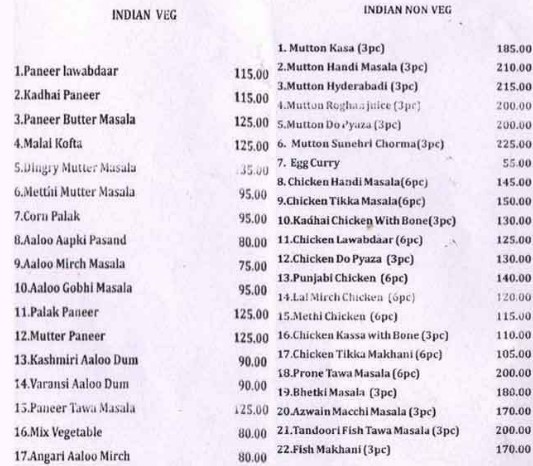 INDIAN VEG
1.Paneer lawabdaar 115.00
2.Kadhai Paneer 115.00
3.Paneer Butter Masala 125.00
4.Malai Kofta 125.00
5.Dingry Mutter Masala 135.00
6.Metthi Mutter Masala 95.00
7.Corn Palak 95.00
8.Aaloo Aapki Pasand 80.00
9.Aaloo Mirch Masala 75.00
10.Aaloo Gobhi Masala 95.00
11.Palak Paneer 125.00
12.Mutter Paneer 125.00
13.Kashmiri Aaloo Dum 90.00
14.Varansi Aaloo Dum 90.00
15.Paneer Tawa Masala 125.00
16.Mix Vegetable 80.00
17.Angari Aaloo Mirch 80.00
INDIAN NON VEG
1. Mutton Kasa (3pc) 185.00
2.Mutton Handi Masala (3pc) 210.00
3.Mutton Hyderabadi (3pc) 215.00
4.Mutton Roghan juice (3pc) 200.00
5.Mutton Do Pyaza (3pc) 200.00
6. Mutton Sunehri Chorma(3pc) 225.00
7. Egg Curry 55.00
8. Chicken Handi Masala(6pc) 145.00
9.Chicken Tikka Masala(6pc) 150.00
10.Kadhai Chicken With Bone(3pc) 130.00
11.Chicken Lawabdaar (6pc) 125.00
12.Chicken Do Pyaza (3pc) 130.00
13.Punjabi Chicken (6pc) 140.00
14.Lal Mirch Chicken (6pc) 120.00
15.Methi Chicken (6pc) 115.00
16.Chicken Kassa with Bone (3pc) 110.00
17.Chicken Tikka Makhani (6pc) 105.00
18.Prone Tawa Masala (6pc) 200.00
19.Bhetki Masala (3pc) 180.00
20.Azwain Macchi Masala (3pc) 170.00
21.Tandoori Fish Tawa Masala (3pc) 200.00
22.Fish Makhani (3pc) 170.00